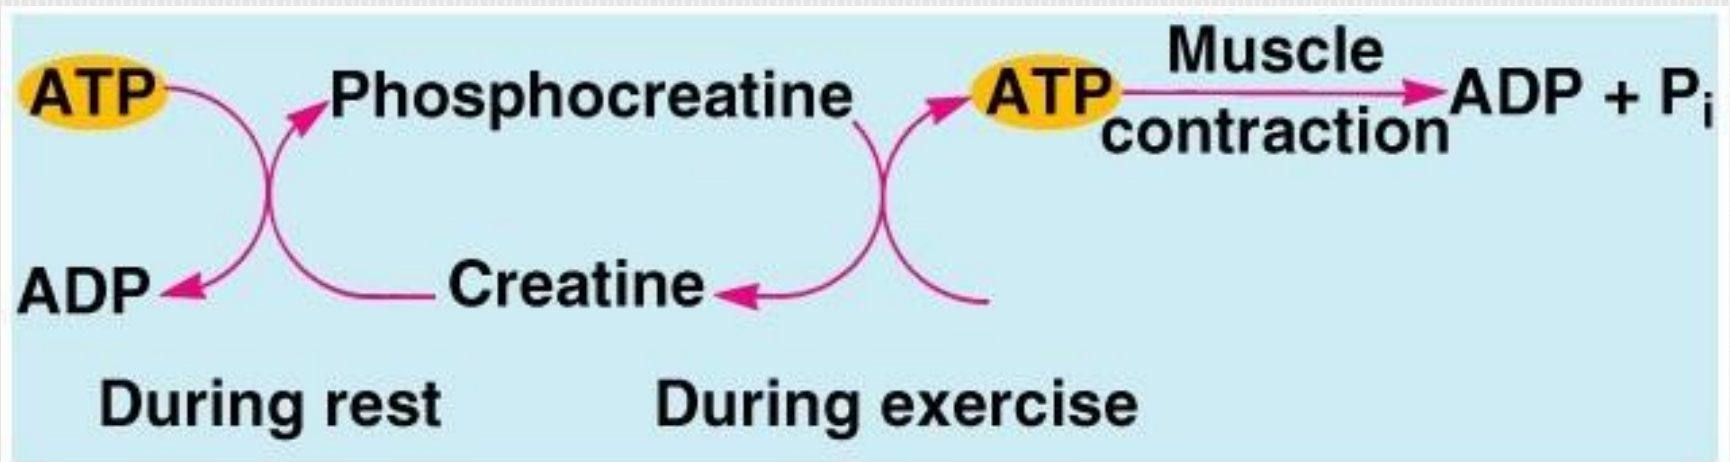 ATP Phosphocreatine ATP Muscle contraction ADP + Pi
ADP Creatine
During rest During exercise